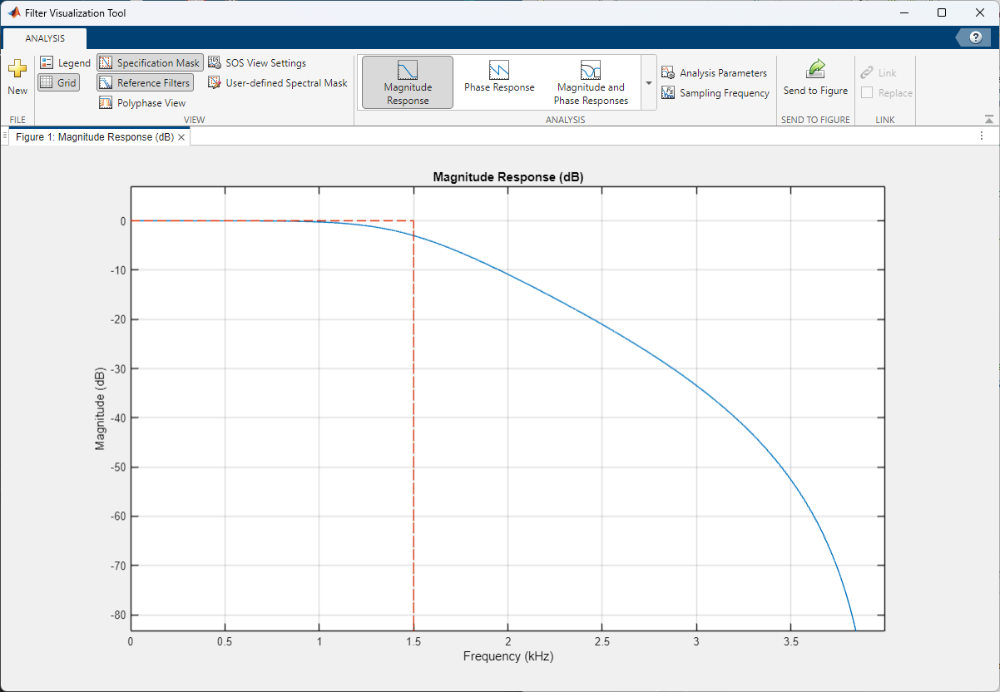 Filter Visualization Tool
ANALYSIS
?
New
Legend
Grid
Specification Mask
Reference Filters
Polyphase View
SOS View Settings
User-defined Spectral Mask
Magnitude
Response
Phase Response
Magnitude and
Phase Responses
Analysis Parameters
Sampling Frequency
Send to Figure
Link
Replace
FILE
VIEW
ANALYSIS
SEND TO FIGURE
LINK
Figure 1: Magnitude Response (dB)
Magnitude Response (dB)
Magnitude (dB)
0
-10
-20
-30
-40
-50
-60
-70
-80
0 0.5 1 1.5 2 2.5 3 3.5
Frequency (kHz)